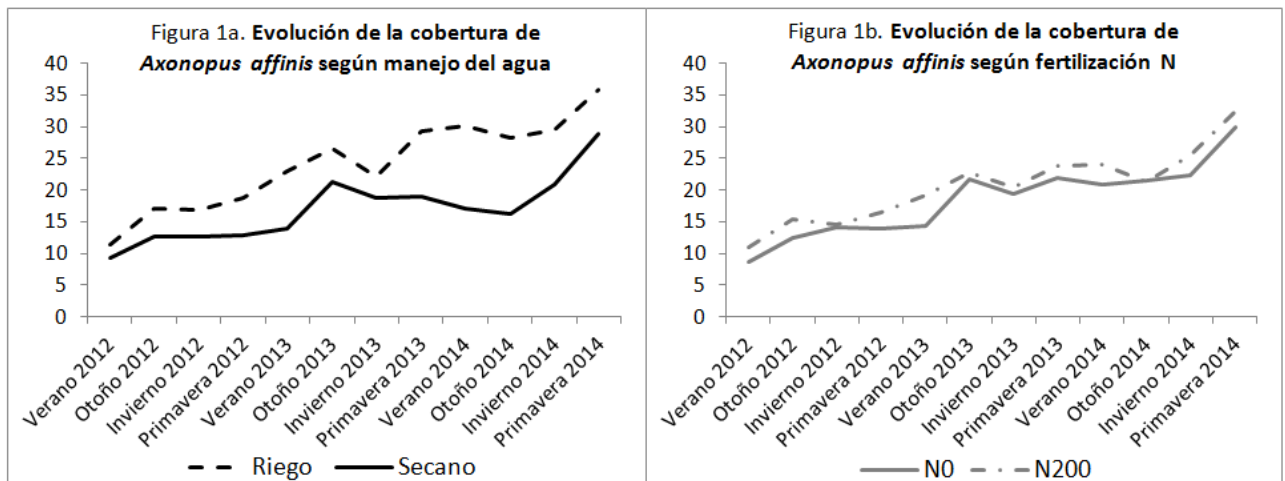 Figura 1a. Evolución de la cobertura de
Axonopus affinis según manejo del agua
40
35
30
25
20
15
10
5
0
Verano 2012
Otoño 2012
Invierno 2012
Primavera 2012
Verano 2013
Otoño 2013
Invierno 2013
Primavera 2013
Verano 2014
Otoño 2014
Invierno 2014
Primavera 2014
Riego
Secano
Figura 1b. Evolución de la cobertura de
Axonopus affinis según fertilización N
40
35
30
25
20
15
10
5
0
Verano 2012
Otoño 2012
Invierno 2012
Primavera 2012
Verano 2013
Otoño 2013
Invierno 2013
Primavera 2013
Verano 2014
Otoño 2014
Invierno 2014
Primavera 2014
N0
N200